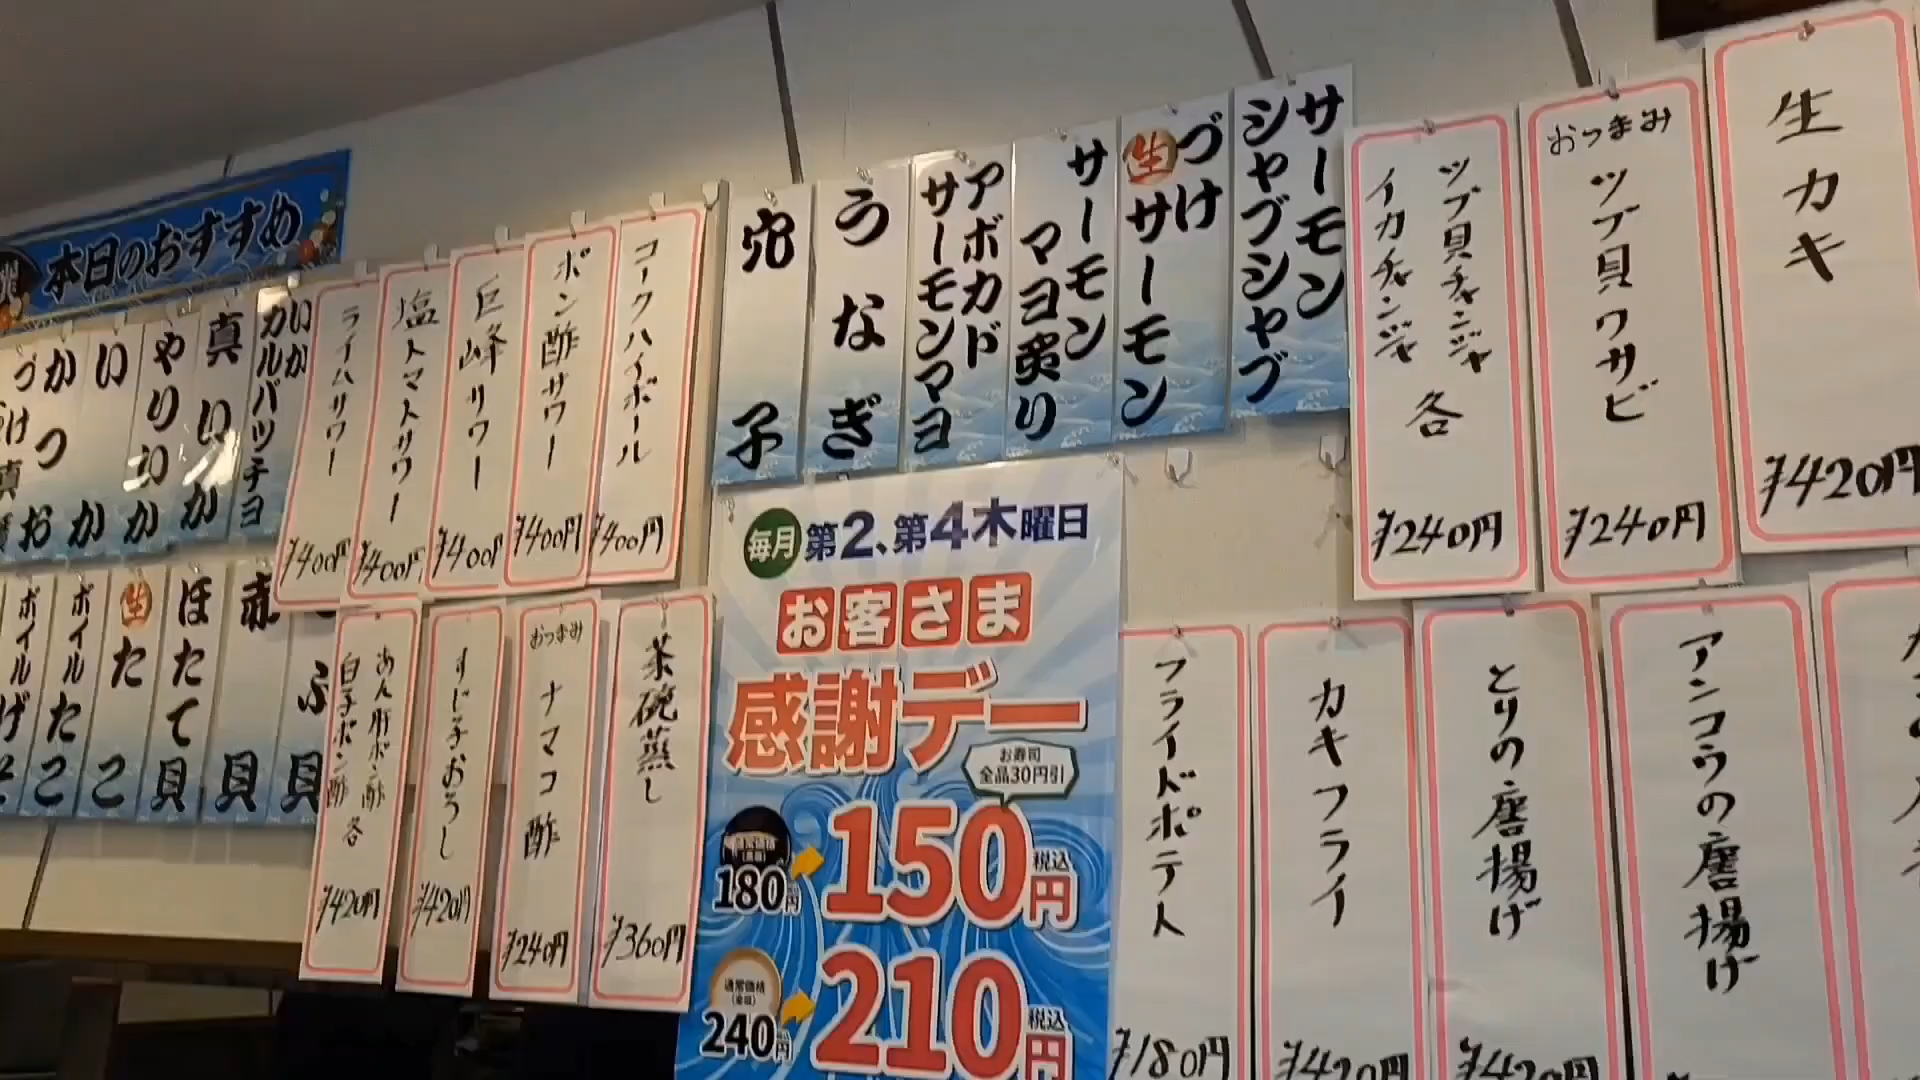 本日のおすすめ
いか
カルパッチョ
真いか
やりいか
いか
かつお
づけ真
ライムサワー
¥400円
塩トマトサワー
¥400円
巨峰サワー
¥400円
ポン酢サワー
¥400円
コークハイボール
¥400円
穴子
うなぎ
アボカド
サーモンマヨ
サーモン
マヨ炙り
づけ
生サーモン
サーモン
シャブシャブ
ツブ貝チャンジャ
イカチャンジャ
各
¥240円
おつまみ
ツブ貝ワサビ
¥240円
生カキ
¥420円
ボイル
ボイルたこ
生たこ
ほたて貝
赤貝
ぶ貝
あん肝ポン酢
白子ポン酢 各
¥420円
すじ子おろし
¥420円
おつまみ
ナマコ酢
¥240円
茶碗蒸し
¥360円
毎月 第2、第4木曜日
お客さま
感謝デー
お寿司
全品30円引
180円
150円
税込
通常価格
240円
210円
税込
フライドポテト
¥180円
カキフライ
¥420円
とりの唐揚げ
¥420円
アンコウの唐揚げ